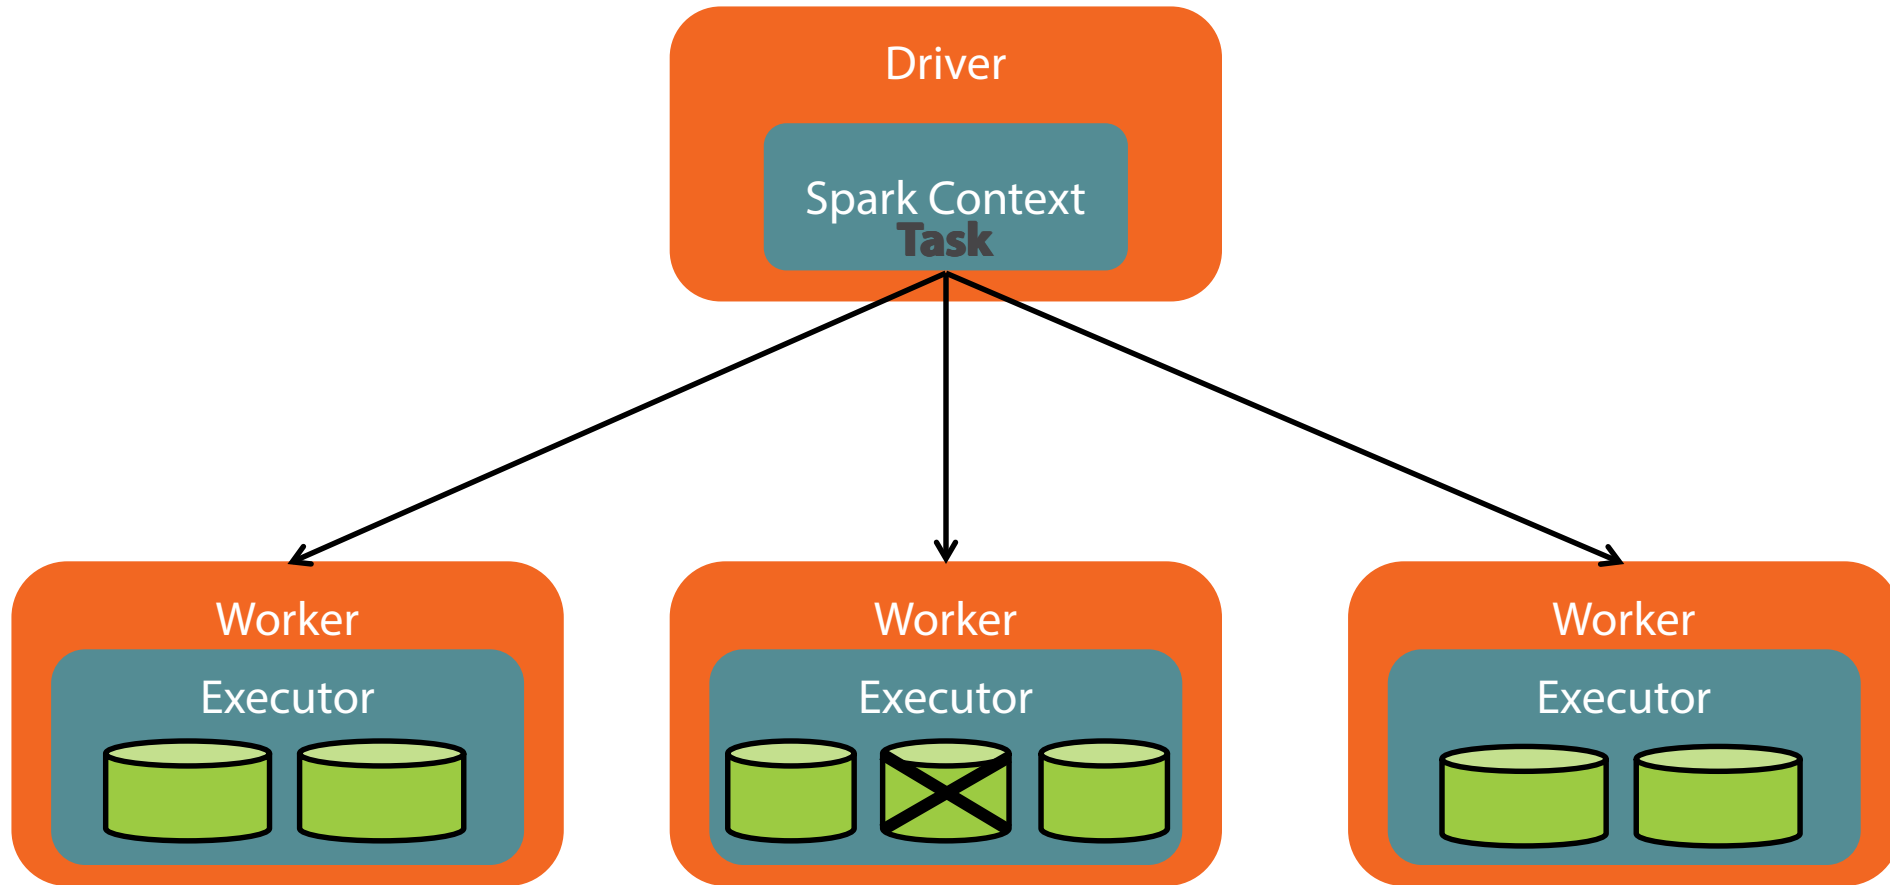 Driver
Spark Context
Task
Worker
Executor
Worker
Executor
Worker
Executor